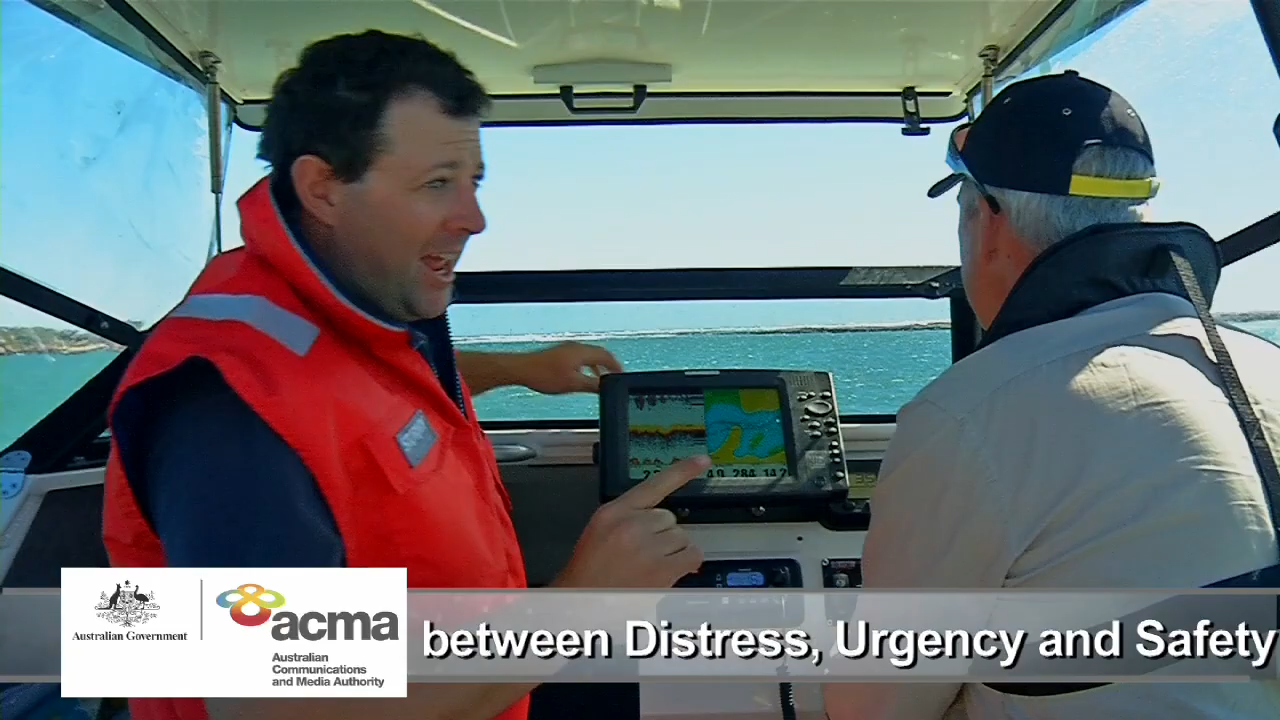 Australian Government
acma
Australian
Communications
and Media Authority
between Distress, Urgency and Safety